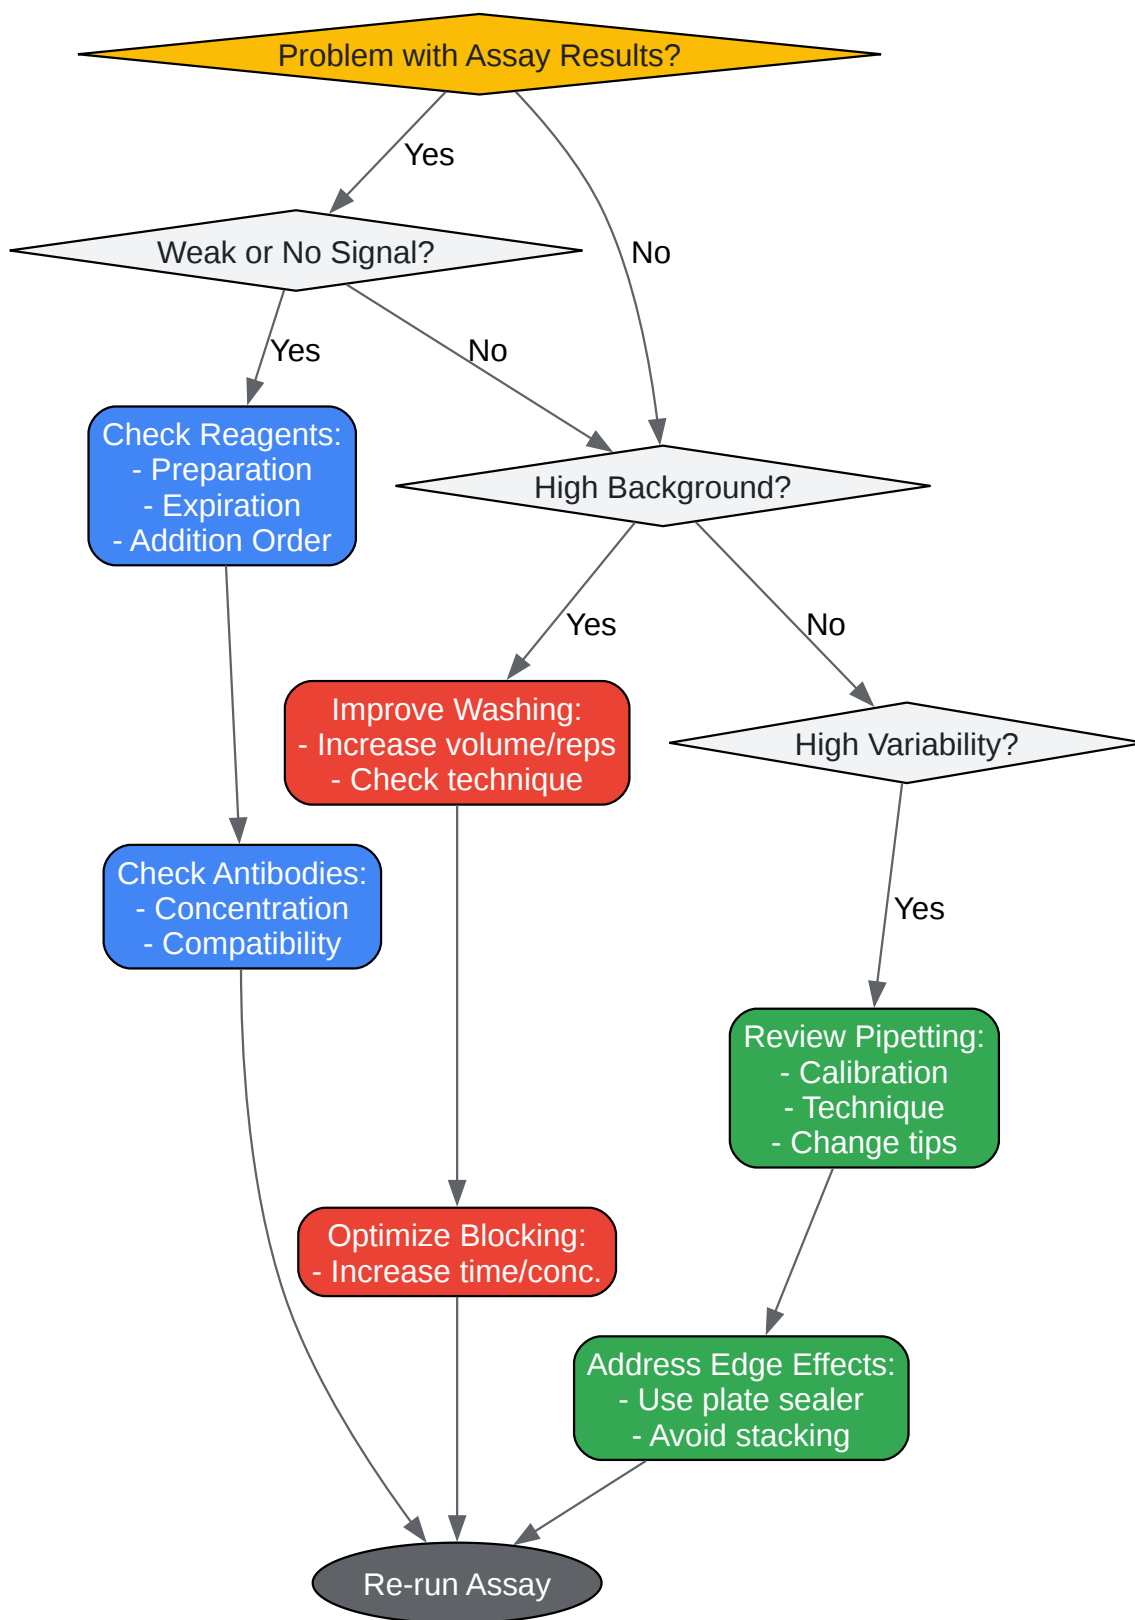 Problem with Assay Results?
Yes
No
Weak or No Signal?
Yes
No
Check Reagents:
- Preparation
- Expiration
- Addition Order
High Background?
Yes
No
Improve Washing:
- Increase volume/reps
- Check technique
High Variability?
Check Antibodies:
- Concentration
- Compatibility
Yes
Review Pipetting:
- Calibration
- Technique
- Change tips
Optimize Blocking:
- Increase time/conc.
Address Edge Effects:
- Use plate sealer
- Avoid stacking
Re-run Assay